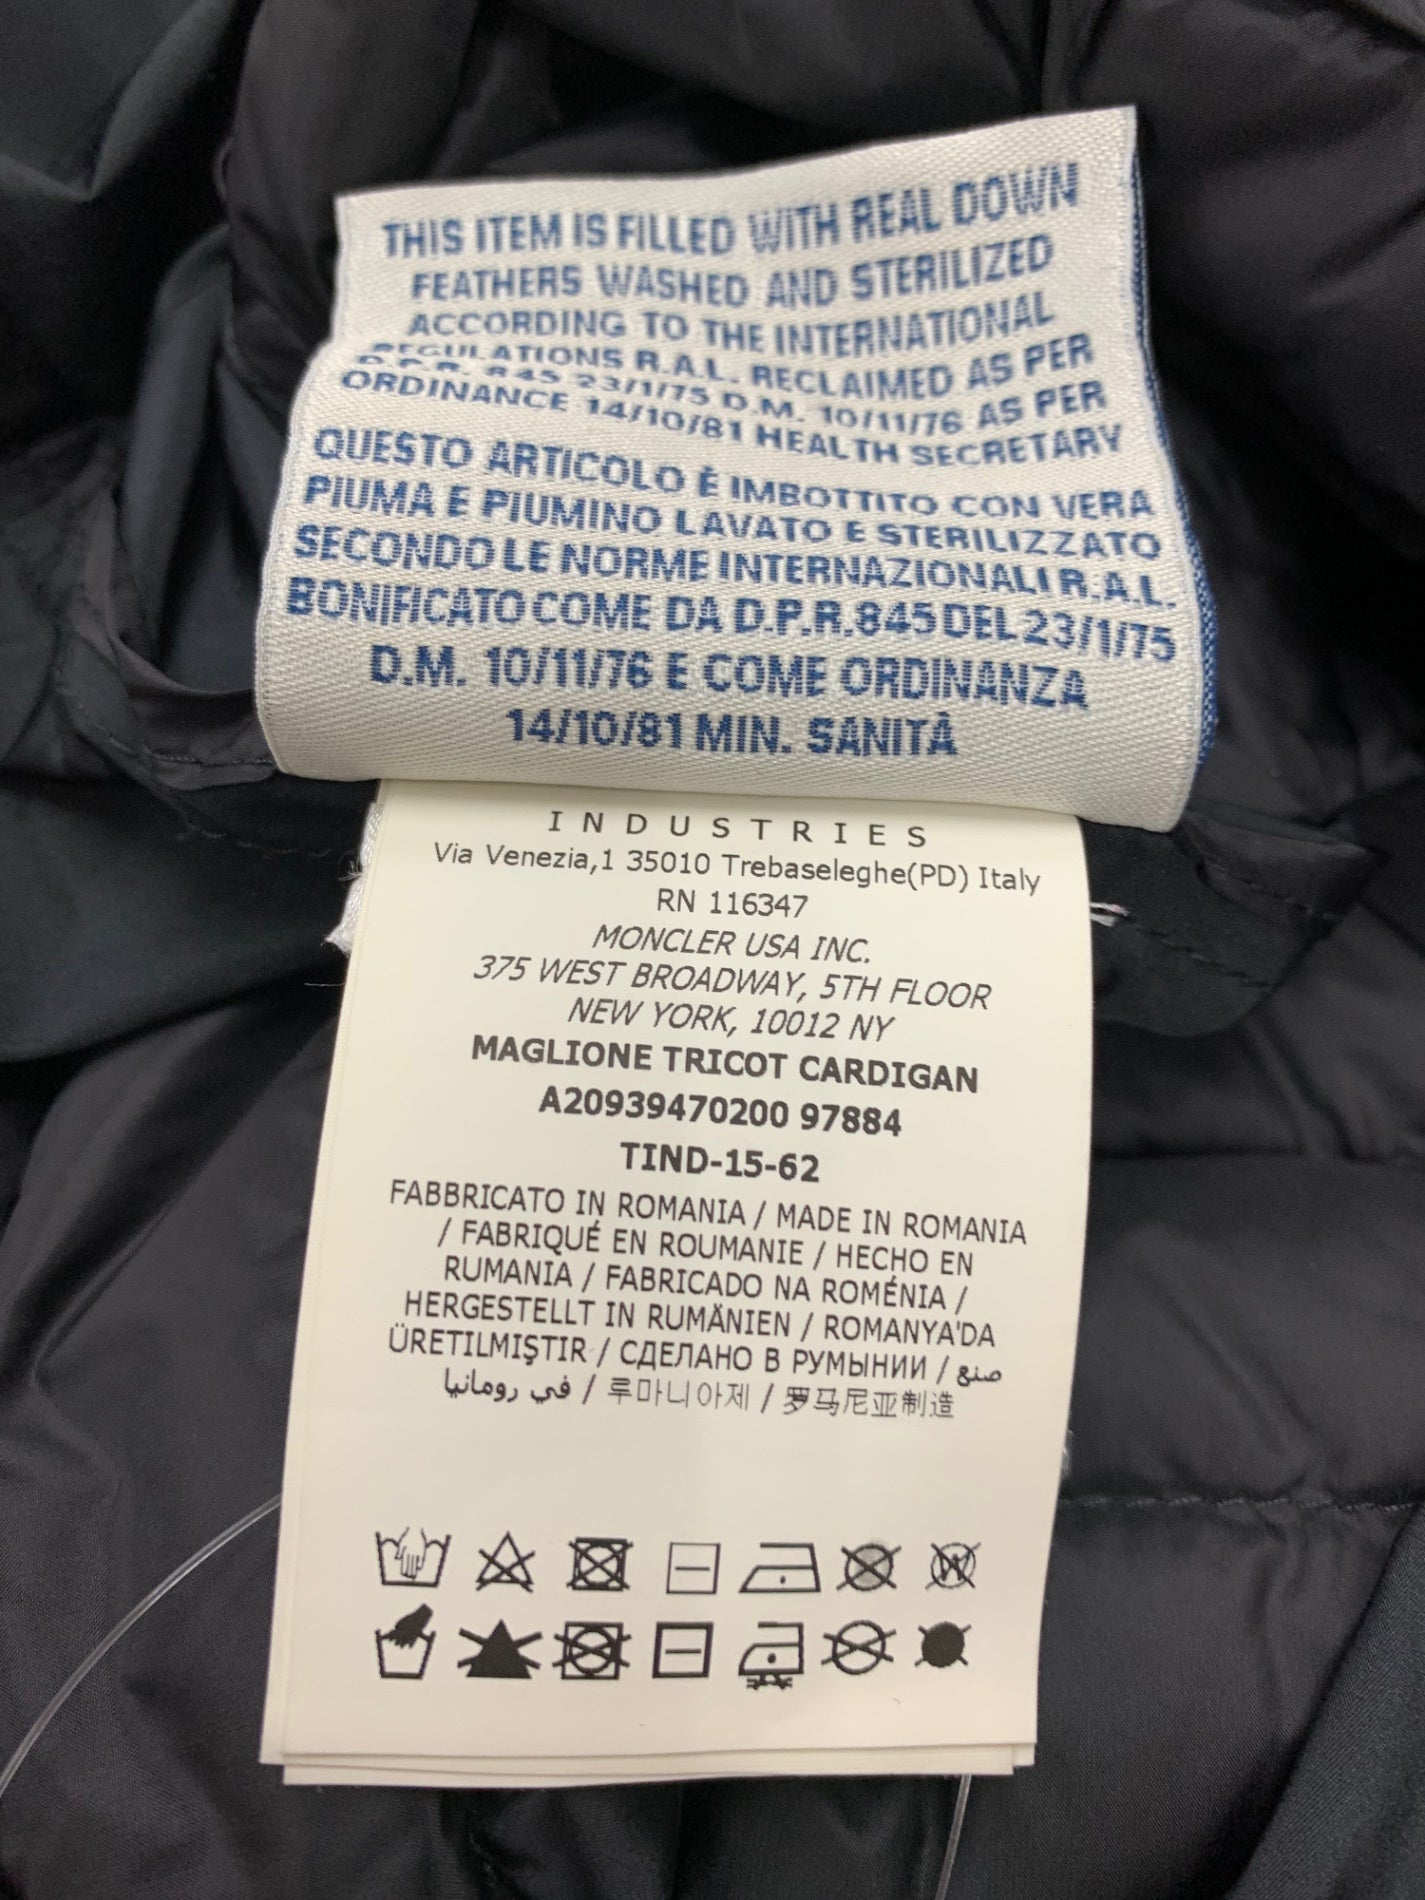 THIS ITEM IS FILLED WITH REAL DOWN
FEATHERS WASHED AND STERILIZED
ACCORDING TO THE INTERNATIONAL
REGULATIONS R.A.L. RECLAIMED AS PER
D.P.R. 845 23/1/75 D.M. 10/11/76 AS PER
ORDINANCE 14/10/81 HEALTH SECRETARY
QUESTO ARTICOLO È IMBOTTITO CON VERA
PIUMA E PIUMINO LAVATO E STERILIZZATO
SECONDO LE NORME INTERNAZIONALI R.A.L.
BONIFICATO COME DA D.P.R. 845 DEL 23/1/75
D.M. 10/11/76 E COME ORDINANZA
14/10/81 MIN. SANITÀ
INDUSTRIES
Via Venezia,1 35010 Trebaseleghe(PD) Italy
RN 116347
MONCLER USA INC.
375 WEST BROADWAY, 5TH FLOOR
NEW YORK, 10012 NY
MAGLIONE TRICOT CARDIGAN
A20939470200 97884
TIND-15-62
FABBRICATO IN ROMANIA / MADE IN ROMANIA
/ FABRIQUÉ EN ROUMANIE / HECHO EN
RUMANIA / FABRICADO NA ROMÉNIA /
HERGESTELLT IN RUMÄNIEN / ROMANYA'DA
ÜRETILMIŞTIR / СДЕЛАНО В РУМЫНИИ / صنع
في رومانيا / 루마니아제 / 罗马尼亚制造
W